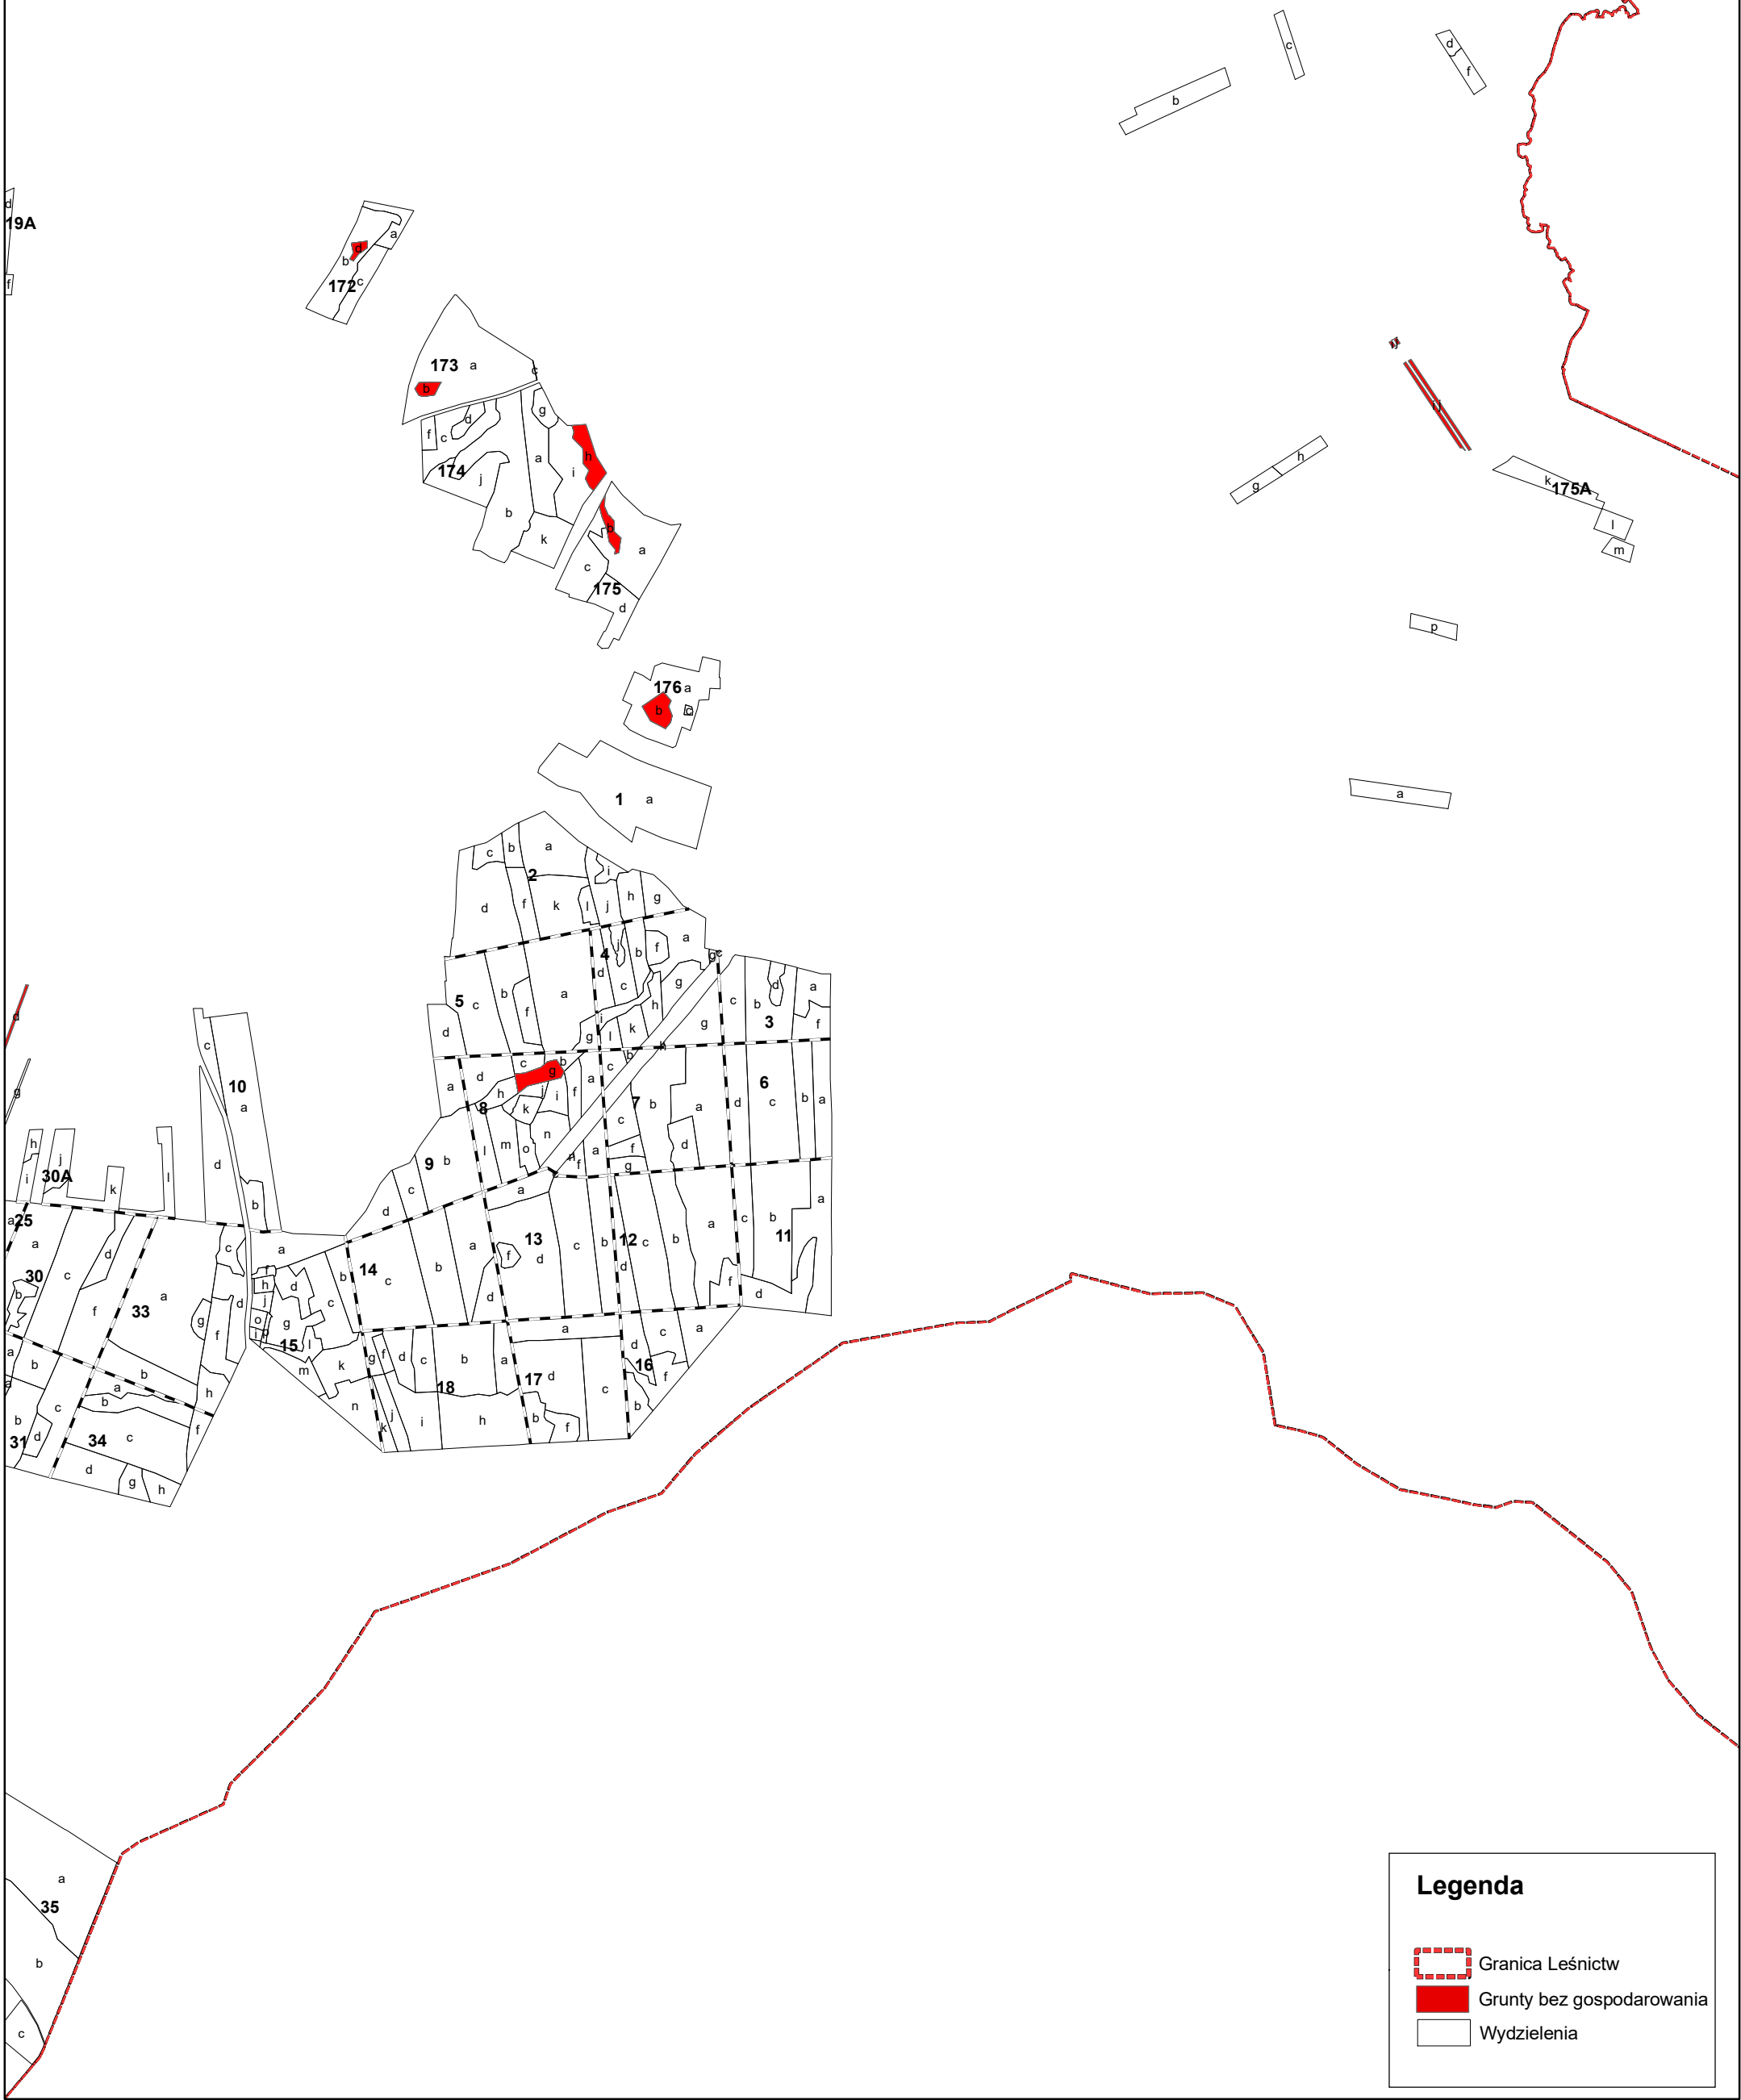 c
d
f
b
d
19A
f
a
d
b
172
c
173
a
c
b
g
d
f
c
h
a
i
174
j
b
k
b
a
c
175
d
g
h
k
175A
l
m
p
176
a
b
c
1
a
a
c
b
a
i
2
d
f
k
l
j
h
g
4
j
b
f
a
g
c
d
c
g
h
5
c
b
a
f
d
i
g
l
k
g
c
b
d
a
3
f
h
a
d
c
b
g
b
c
a
h
j
i
f
8
k
7
b
c
a
6
d
c
b
a
l
m
o
n
f
d
9
b
n
f
a
g
c
d
a
d
g
c
10
a
d
b
h
i
j
30A
k
l
a
25
a
30
b
c
d
f
33
a
g
f
d
c
a
f
h
j
o
i
p
d
g
c
b
15
l
m
k
n
14
c
b
a
d
13
f
d
c
b
12
c
d
b
a
f
c
b
11
a
d
a
b
a
b
c
d
31
b
a
b
34
c
d
g
h
h
f
g
f
d
c
b
a
18
k
j
i
h
a
17
d
c
b
f
d
c
a
16
f
b
a
35
b
c
Legenda
Granica Leśnictw
Grunty bez gospodarowania
Wydzielenia